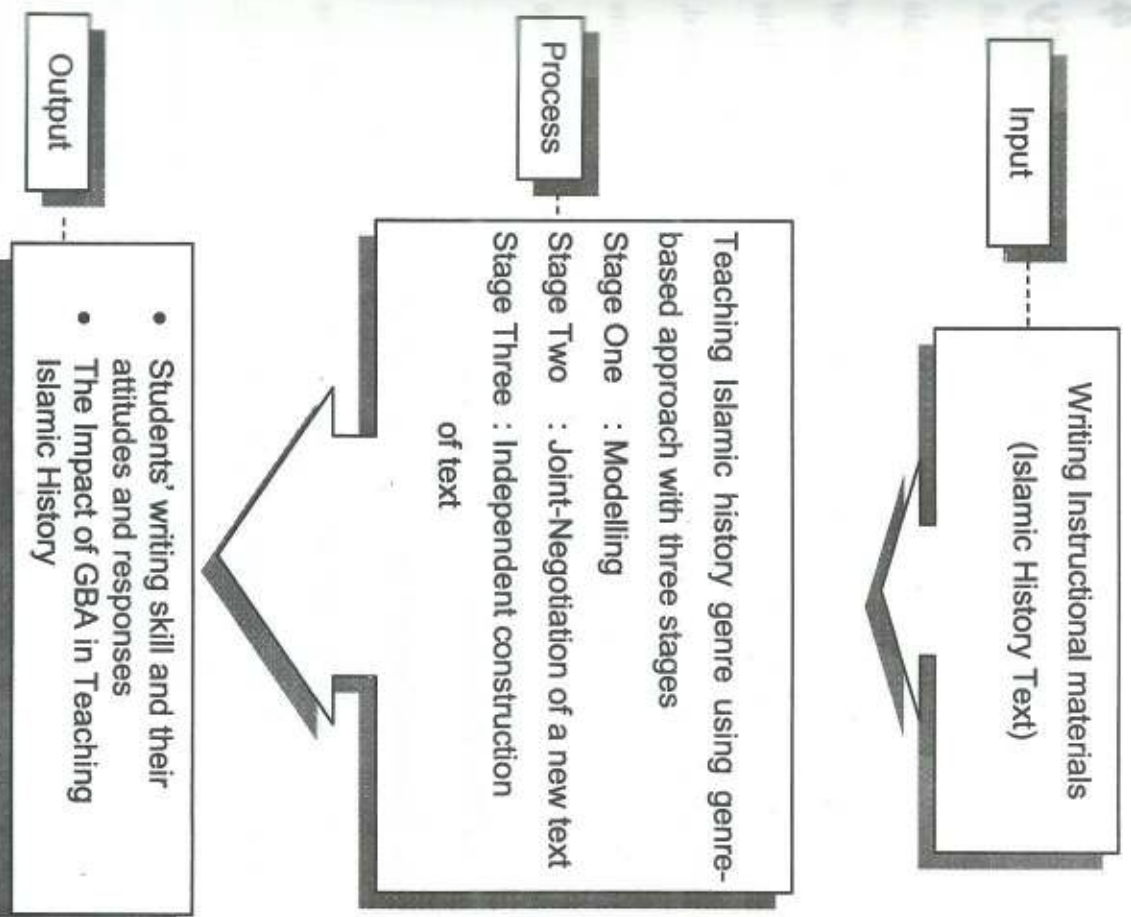 Input
Writing Instructional materials
(Islamic History Text)
Process
Teaching Islamic history genre using genre-
based approach with three stages
Stage One : Modelling
Stage Two : Joint-Negotiation of a new text
Stage Three : Independent construction
of text
Output
• Students' writing skill and their
attitudes and responses
• The Impact of GBA in Teaching
Islamic History